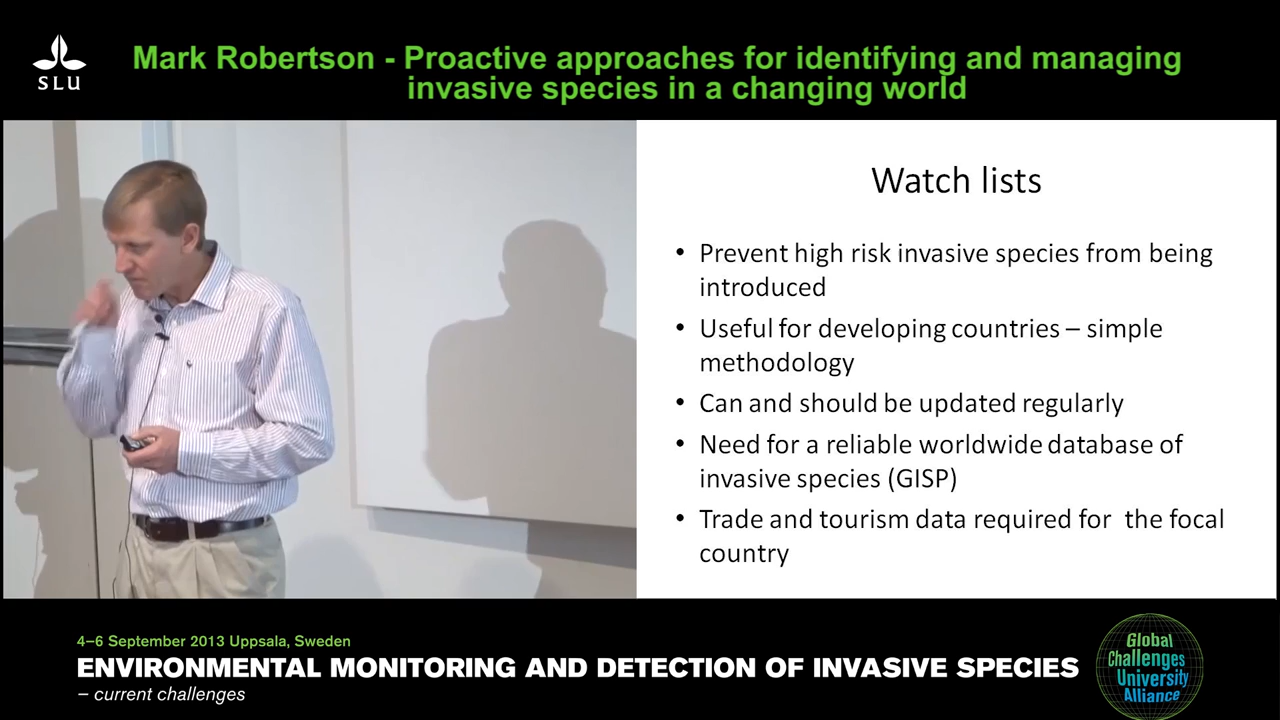 SLU
Mark Robertson - Proactive approaches for identifying and managing
invasive species in a changing world
Watch lists
• Prevent high risk invasive species from being
introduced
• Useful for developing countries – simple
methodology
• Can and should be updated regularly
• Need for a reliable worldwide database of
invasive species (GISP)
• Trade and tourism data required for the focal
country
4–6 September 2013 Uppsala, Sweden
ENVIRONMENTAL MONITORING AND DETECTION OF INVASIVE SPECIES
– current challenges
Global
Challenges
University
Alliance